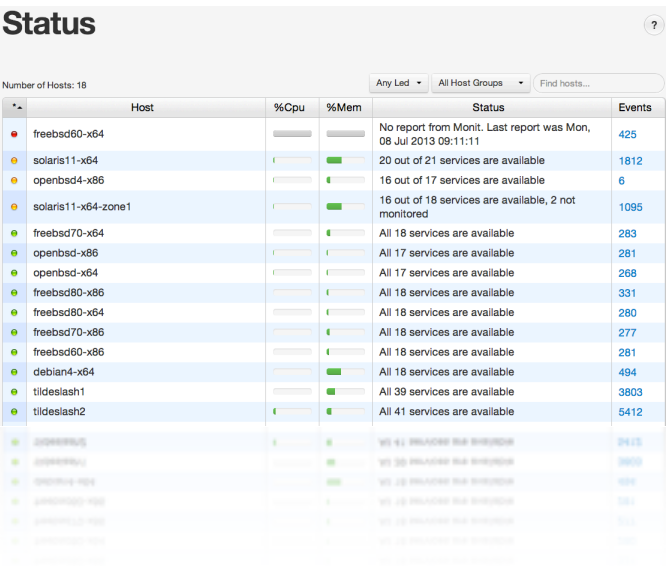 Status
?
Number of Hosts: 18
Any Led
All Host Groups
Find hosts...
* Host %Cpu %Mem Status Events
freebsd60-x64 No report from Monit. Last report was Mon, 08 Jul 2013 09:11:11 425
solaris11-x64 20 out of 21 services are available 1812
openbsd4-x86 16 out of 17 services are available 6
solaris11-x64-zone1 16 out of 18 services are available, 2 not monitored 1095
freebsd70-x64 All 18 services are available 283
openbsd-x86 All 17 services are available 281
openbsd-x64 All 17 services are available 268
freebsd80-x86 All 18 services are available 331
freebsd80-x64 All 18 services are available 280
freebsd70-x86 All 18 services are available 277
freebsd60-x86 All 18 services are available 281
debian4-x64 All 18 services are available 494
tildeslash1 All 39 services are available 3803
tildeslash2 All 41 services are available 5412